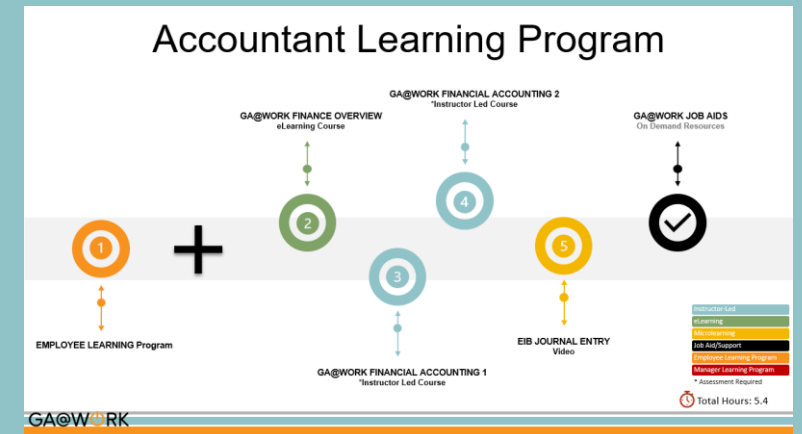 Accountant Learning Program
GA@WORK FINANCIAL ACCOUNTING 2
*Instructor Led Course
GA@WORK FINANCE OVERVIEW
eLearning Course
GA@WORK JOB AIDS
On Demand Resources
1
2
3
4
5
EMPLOYEE LEARNING Program
GA@WORK FINANCIAL ACCOUNTING 1
*Instructor Led Course
EIB JOURNAL ENTRY
Video
Instructor-Led
eLearning
Microlearning
Job Aid/Support
Employee Learning Program
Manager Learning Program
* Assessment Required
Total Hours: 5.4
GA@WORK